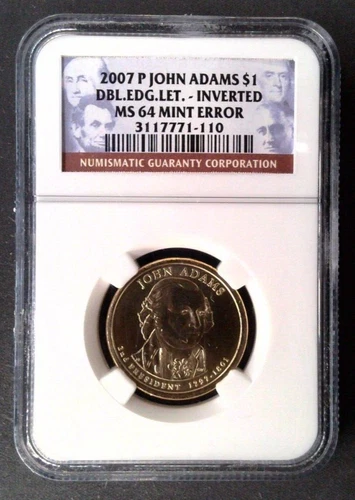 2007 P JOHN ADAMS $1
DBL.EDG.LET. - INVERTED
MS 64 MINT ERROR
3117771-110
NUMISMATIC GUARANTY CORPORATION
JOHN ADAMS
2nd PRESIDENT 1797-1801